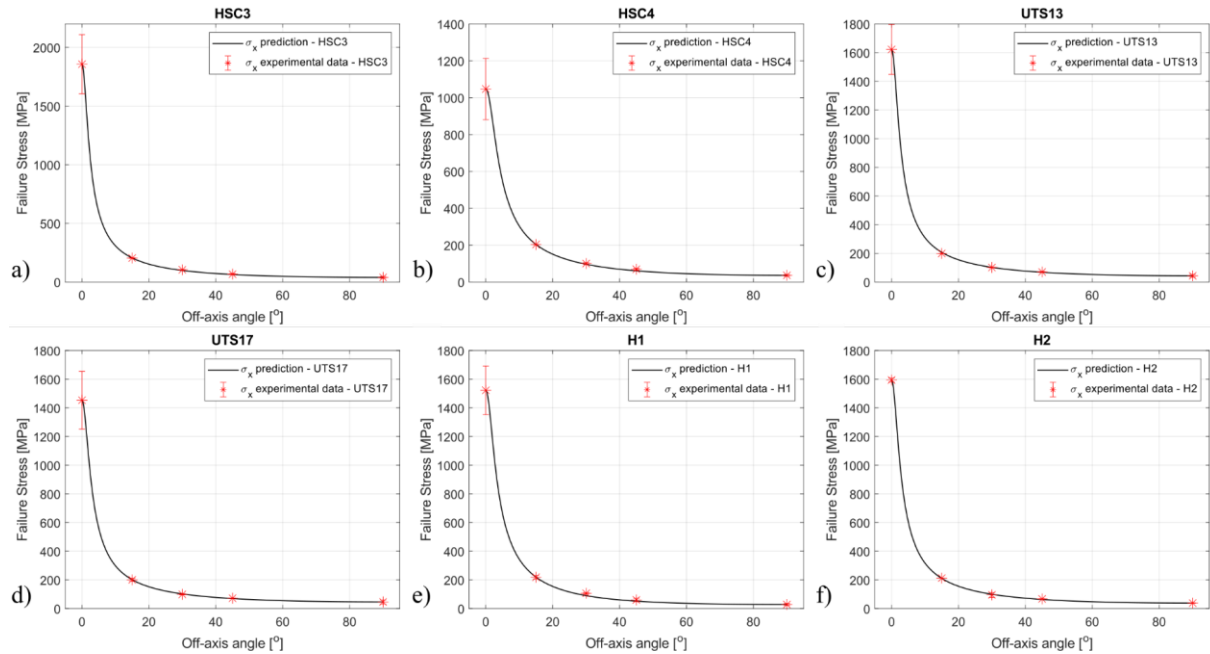 HSC3
σx prediction - HSC3
σx experimental data - HSC3
Failure Stress [MPa]
2000
1500
1000
500
0
0 20 40 60 80
Off-axis angle [o]
a)
HSC4
σx prediction - HSC4
σx experimental data - HSC4
Failure Stress [MPa]
1400
1200
1000
800
600
400
200
0
0 20 40 60 80
Off-axis angle [o]
b)
UTS13
σx prediction - UTS13
σx experimental data - UTS13
Failure Stress [MPa]
1800
1600
1400
1200
1000
800
600
400
200
0
0 20 40 60 80
Off-axis angle [o]
c)
UTS17
σx prediction - UTS17
σx experimental data - UTS17
Failure Stress [MPa]
1800
1600
1400
1200
1000
800
600
400
200
0
0 20 40 60 80
Off-axis angle [o]
d)
H1
σx prediction - H1
σx experimental data - H1
Failure Stress [MPa]
1800
1600
1400
1200
1000
800
600
400
200
0
0 20 40 60 80
Off-axis angle [o]
e)
H2
σx prediction - H2
σx experimental data - H2
Failure Stress [MPa]
1800
1600
1400
1200
1000
800
600
400
200
0
0 20 40 60 80
Off-axis angle [o]
f)